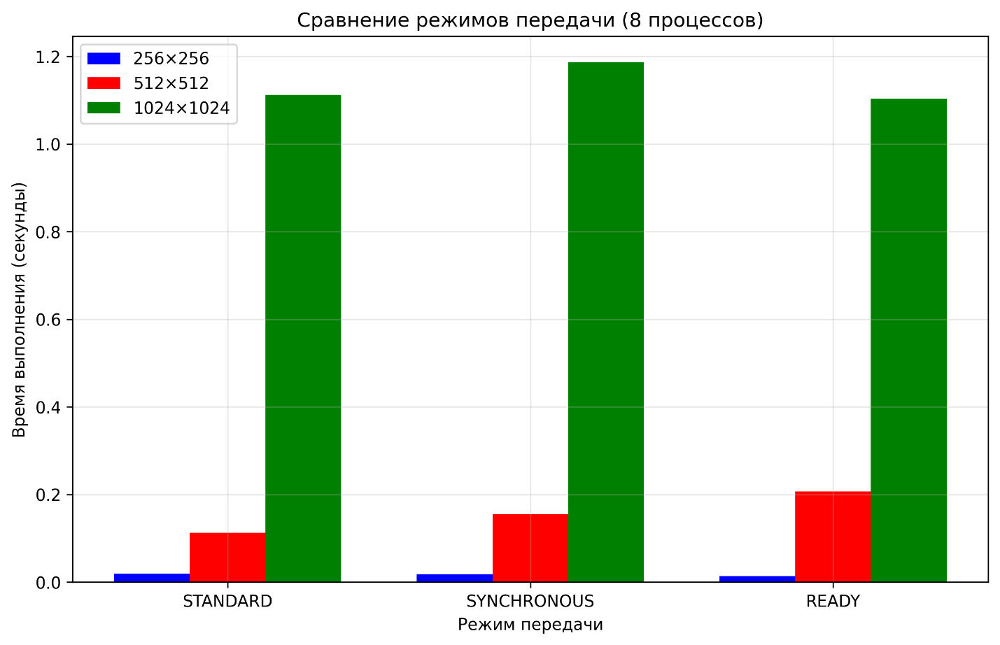 Сравнение режимов передачи (8 процессов)
256×256
512×512
1024×1024
1.2
1.0
0.8
0.6
0.4
0.2
0.0
Время выполнения (секунды)
STANDARD
SYNCHRONOUS
READY
Режим передачи